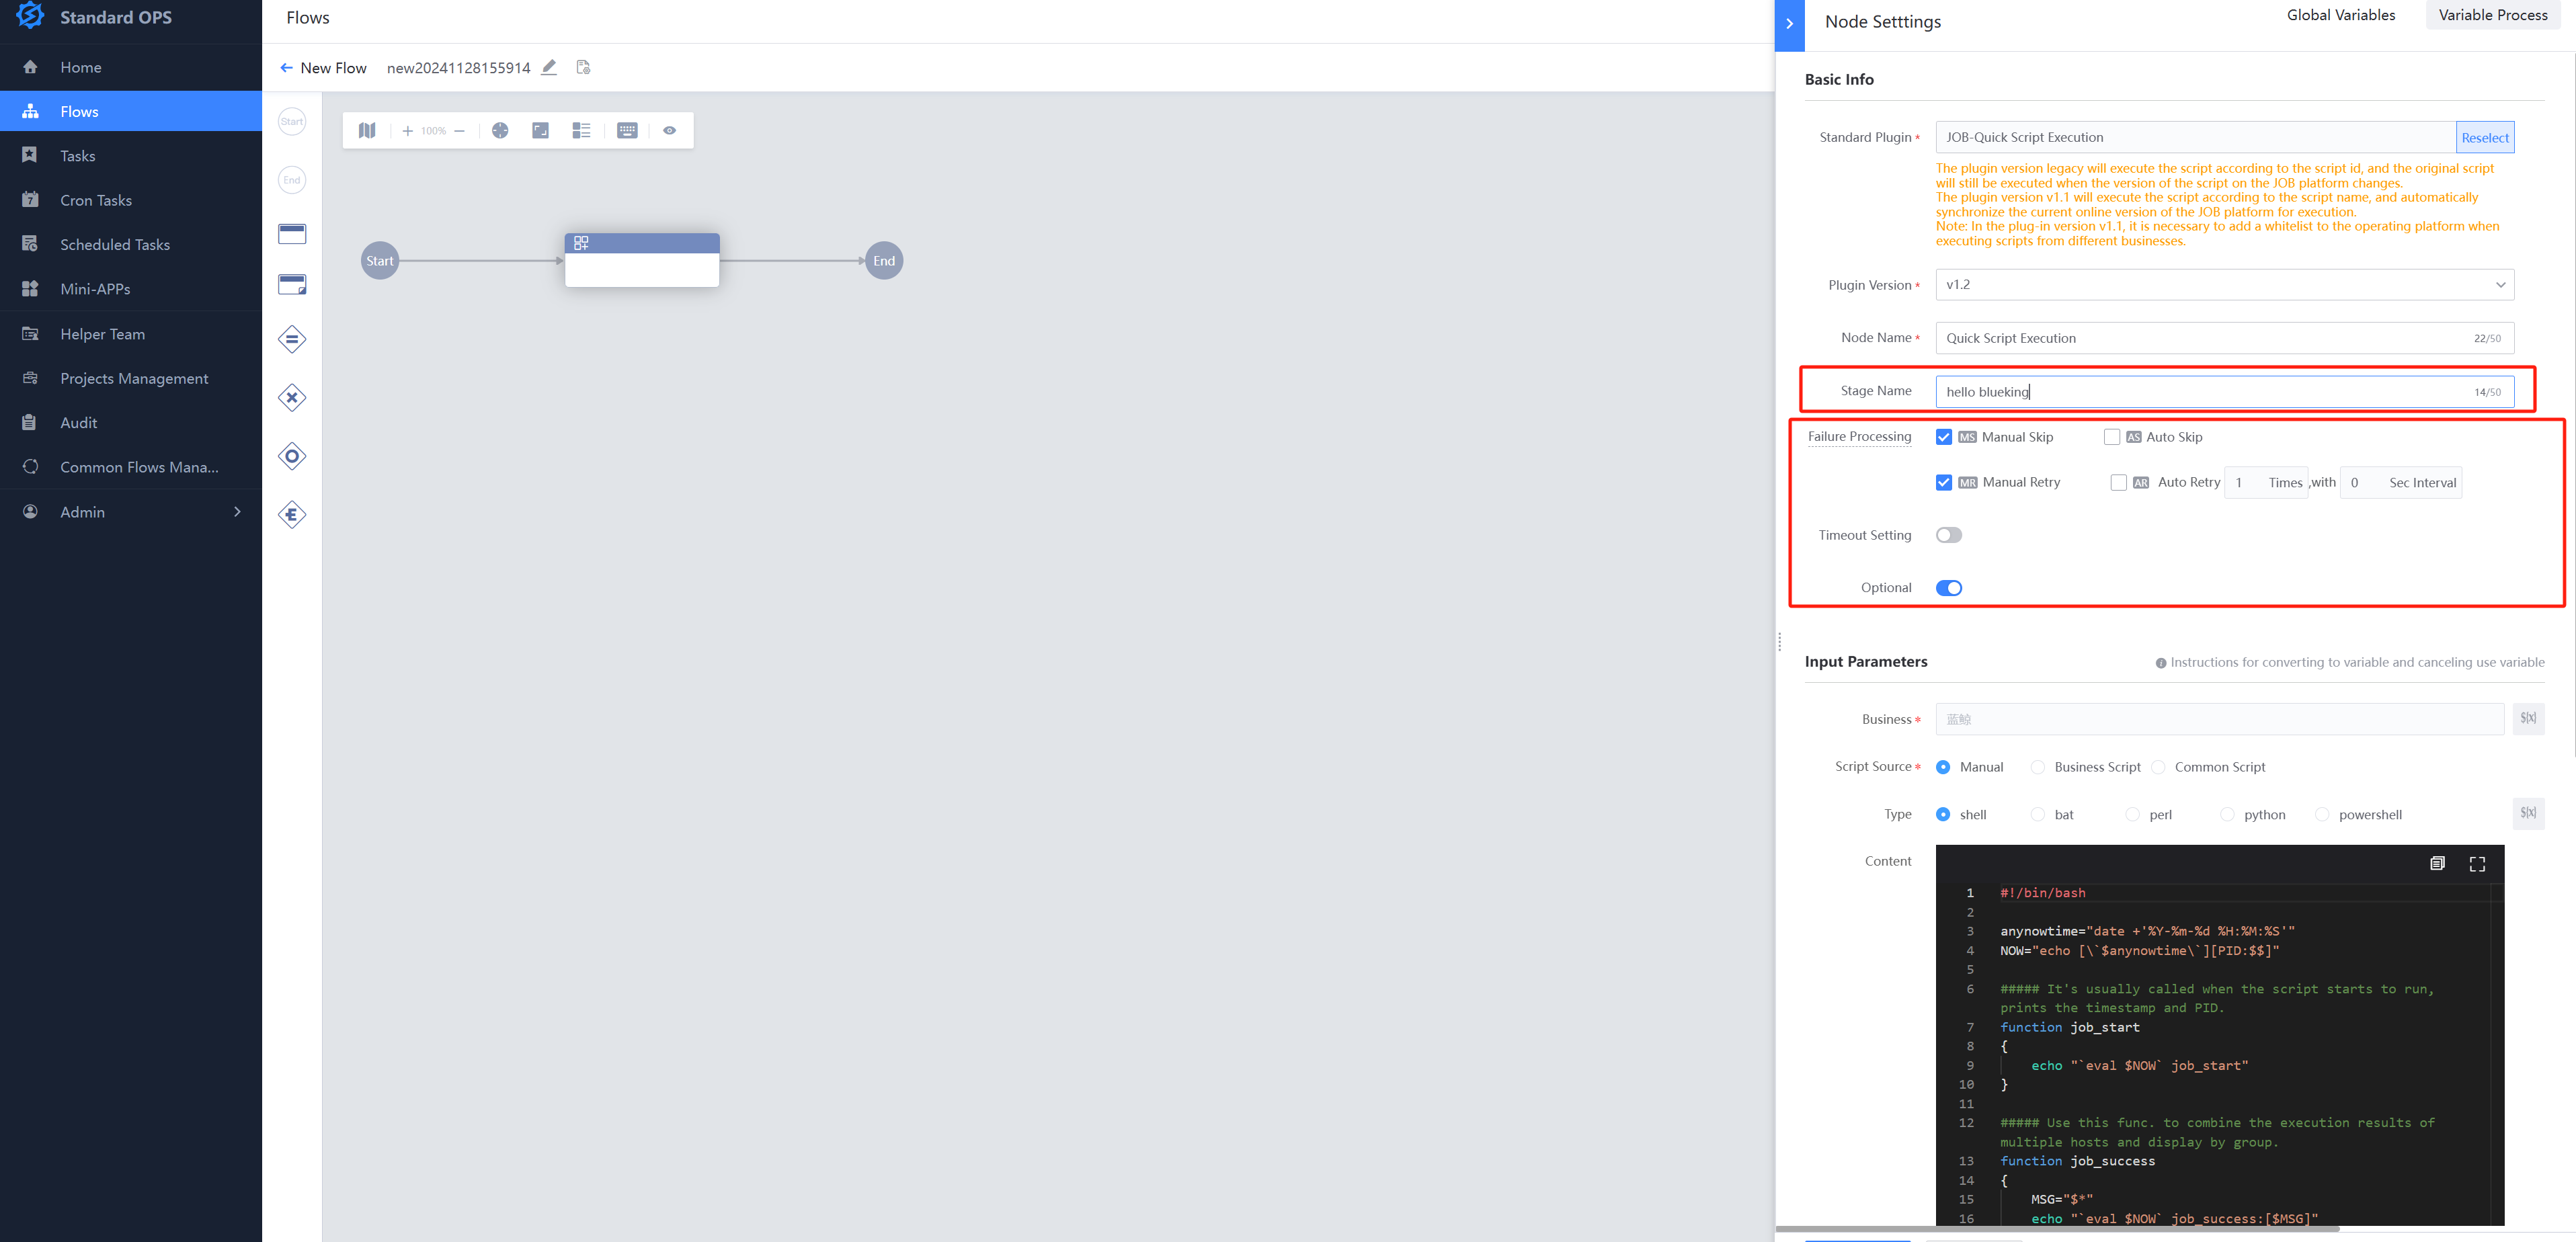 Standard OPS
Home
Flows
Tasks
7
Cron Tasks
Scheduled Tasks
Mini-APPs
Helper Team
Projects Management
Audit
Common Flows Mana...
Admin
Flows
New Flow new20241128155914
Start
End
100%
Start
End
Node Setttings
Global Variables
Variable Process
Basic Info
Standard Plugin * JOB-Quick Script Execution Reselect
The plugin version legacy will execute the script according to the script id, and the original script
will still be executed when the version of the script on the JOB platform changes.
The plugin version v1.1 will execute the script according to the script name, and automatically
synchronize the current online version of the JOB platform for execution.
Note: In the plug-in version v1.1, it is necessary to add a whitelist to the operating platform when
executing scripts from different businesses.
Plugin Version * v1.2
Node Name * Quick Script Execution 22/50
Stage Name hello blueking 14/50
Failure Processing MS Manual Skip AS Auto Skip
MR Manual Retry AR Auto Retry 1 Times ,with 0 Sec Interval
Timeout Setting
Optional
Input Parameters Instructions for converting to variable and canceling use variable
Business * 蓝鲸 $(x)
Script Source * Manual Business Script Common Script
Type shell bat perl python powershell $(x)
Content
1 #!/bin/bash
2
3 anynowtime="date +'%Y-%m-%d %H:%M:%S'"
4 NOW="echo [\`$anynowtime\`][PID:$$]"
5
6 ##### It's usually called when the script starts to run,
prints the timestamp and PID.
7 function job_start
8 {
9 echo "`eval $NOW` job_start"
10 }
11
12 ##### Use this func. to combine the execution results of
multiple hosts and display by group.
13 function job_success
14 {
15 MSG="$*"
16 echo "`eval $NOW` job_success:[$MSG]"